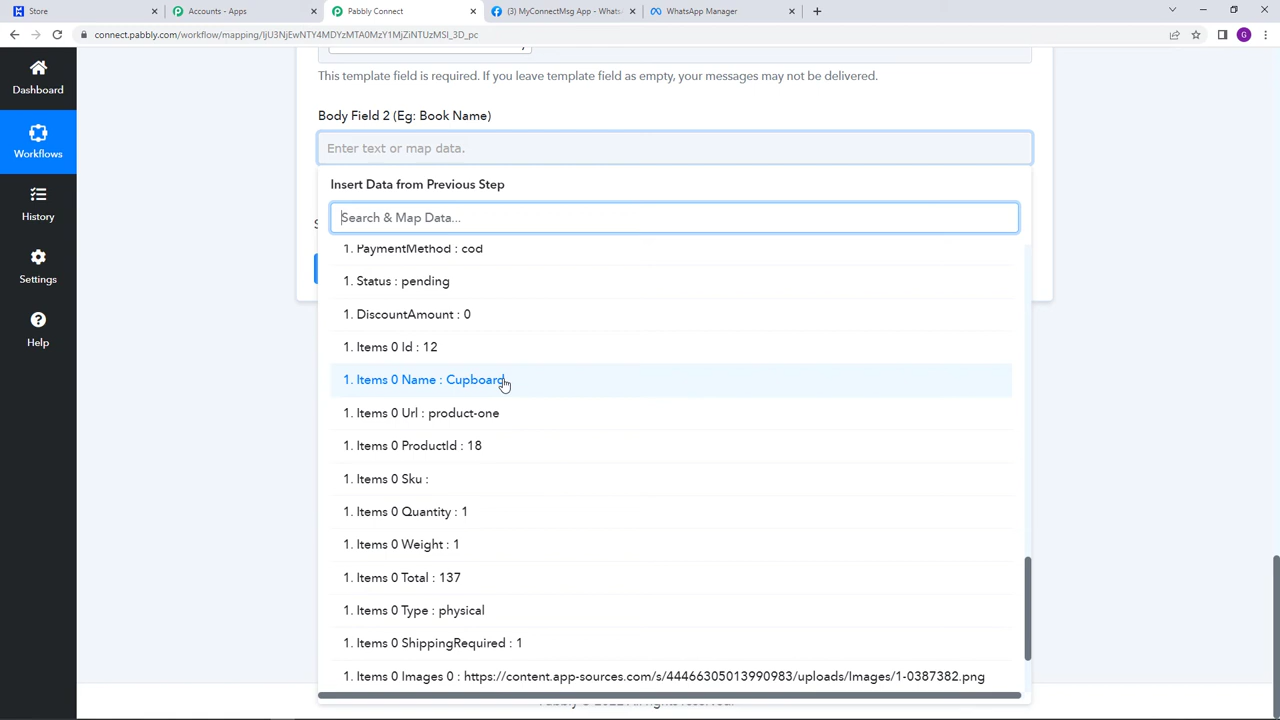 Store
Accounts - Apps
Pabbly Connect
(3) MyConnectMsg App - Whats
WhatsApp Manager
connect.pabbly.com/workflow/mapping/IjU3NjEwNTY4MDYzMTA0MzY1MjZiNTUzMSI_3D_pc
G
Dashboard
Workflows
History
Settings
Help
This template field is required. If you leave template field as empty, your messages may not be delivered.
Body Field 2 (Eg: Book Name)
Enter text or map data.
Insert Data from Previous Step
Search & Map Data...
1. PaymentMethod : cod
1. Status : pending
1. DiscountAmount : 0
1. Items 0 Id : 12
1. Items 0 Name : Cupboard
1. Items 0 Url : product-one
1. Items 0 ProductId : 18
1. Items 0 Sku :
1. Items 0 Quantity : 1
1. Items 0 Weight : 1
1. Items 0 Total : 137
1. Items 0 Type : physical
1. Items 0 ShippingRequired : 1
1. Items 0 Images 0 : https://content.app-sources.com/s/44466305013990983/uploads/Images/1-0387382.png